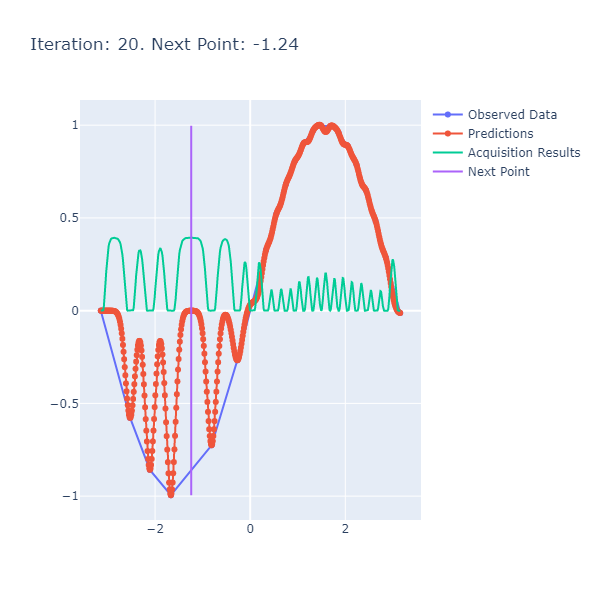 Iteration: 20. Next Point: -1.24
Observed Data
Predictions
Acquisition Results
Next Point
1
0.5
0
−0.5
−1
−2
0
2